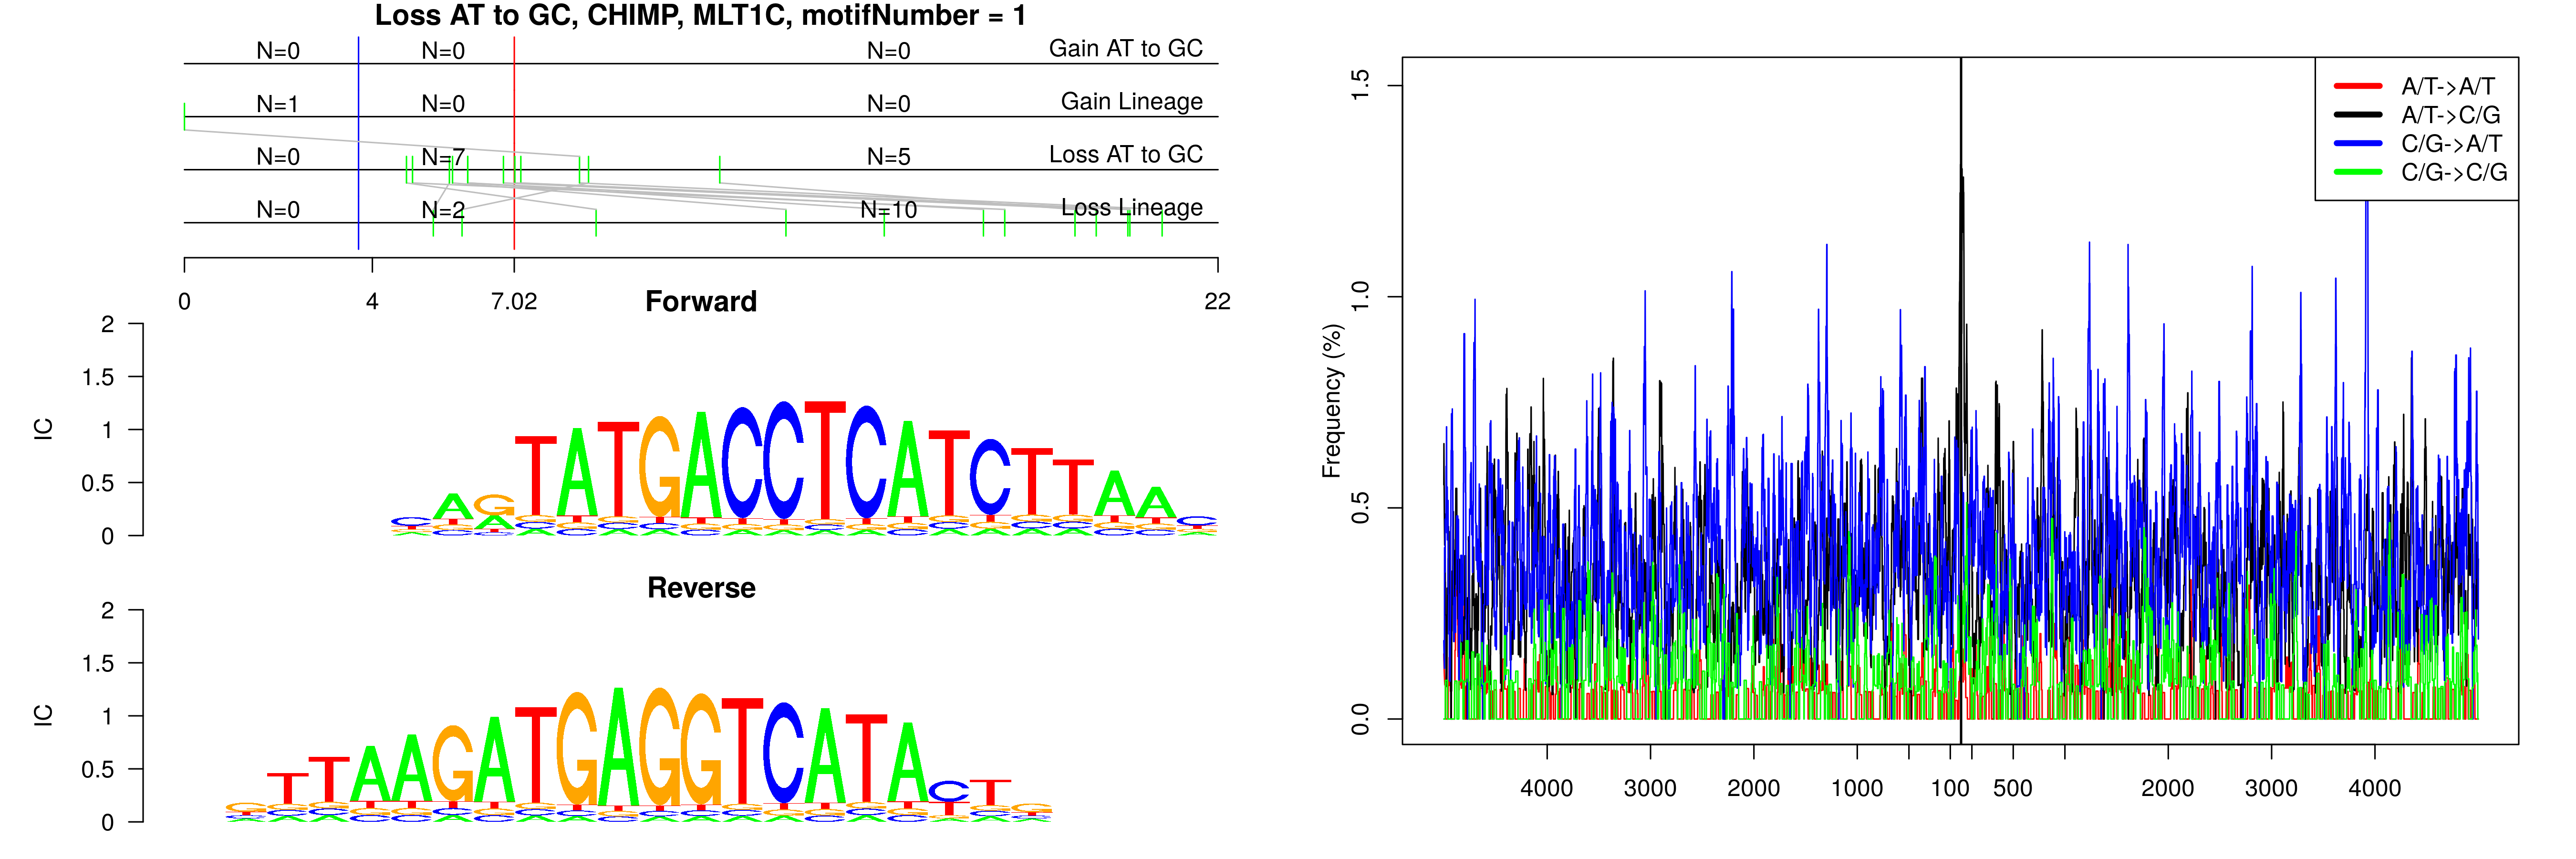 Loss AT to GC, CHIMP, MLT1C, motifNumber = 1
N=0 N=0 N=0 Gain AT to GC
N=1 N=0 N=0 Gain Lineage
N=0 N=7 N=5 Loss AT to GC
N=0 N=2 N=10 Loss Lineage
0 4 7.02 22
Forward
IC
2
1.5
1
0.5
0
TATGACCTCATCTTAA
Reverse
IC
2
1.5
1
0.5
0
TTAAGATGAGGTCATACT
Frequency (%)
1.5
1.0
0.5
0.0
4000 3000 2000 1000 100 500 2000 3000 4000
A/T->A/T
A/T->C/G
C/G->A/T
C/G->C/G